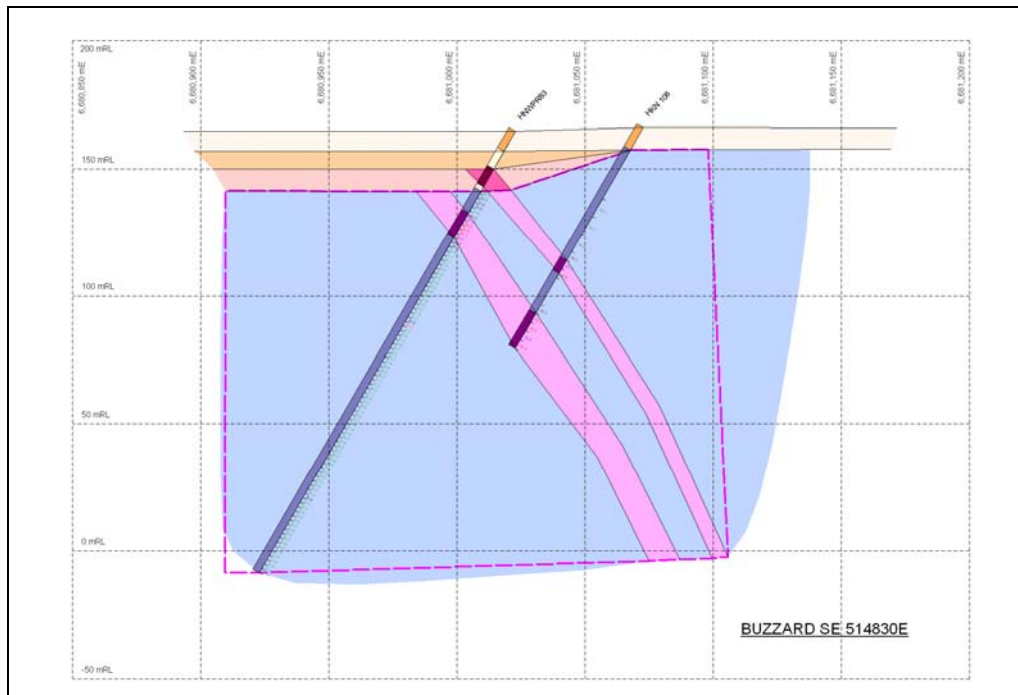 200 mRL
6,680,850 mE
6,680,900 mE
6,680,950 mE
6,681,000 mE
6,681,050 mE
6,681,100 mE
6,681,150 mE
6,681,200 mE
HKN 106
150 mRL
100 mRL
50 mRL
0 mRL
-50 mRL
BUZZARD SE 514830E